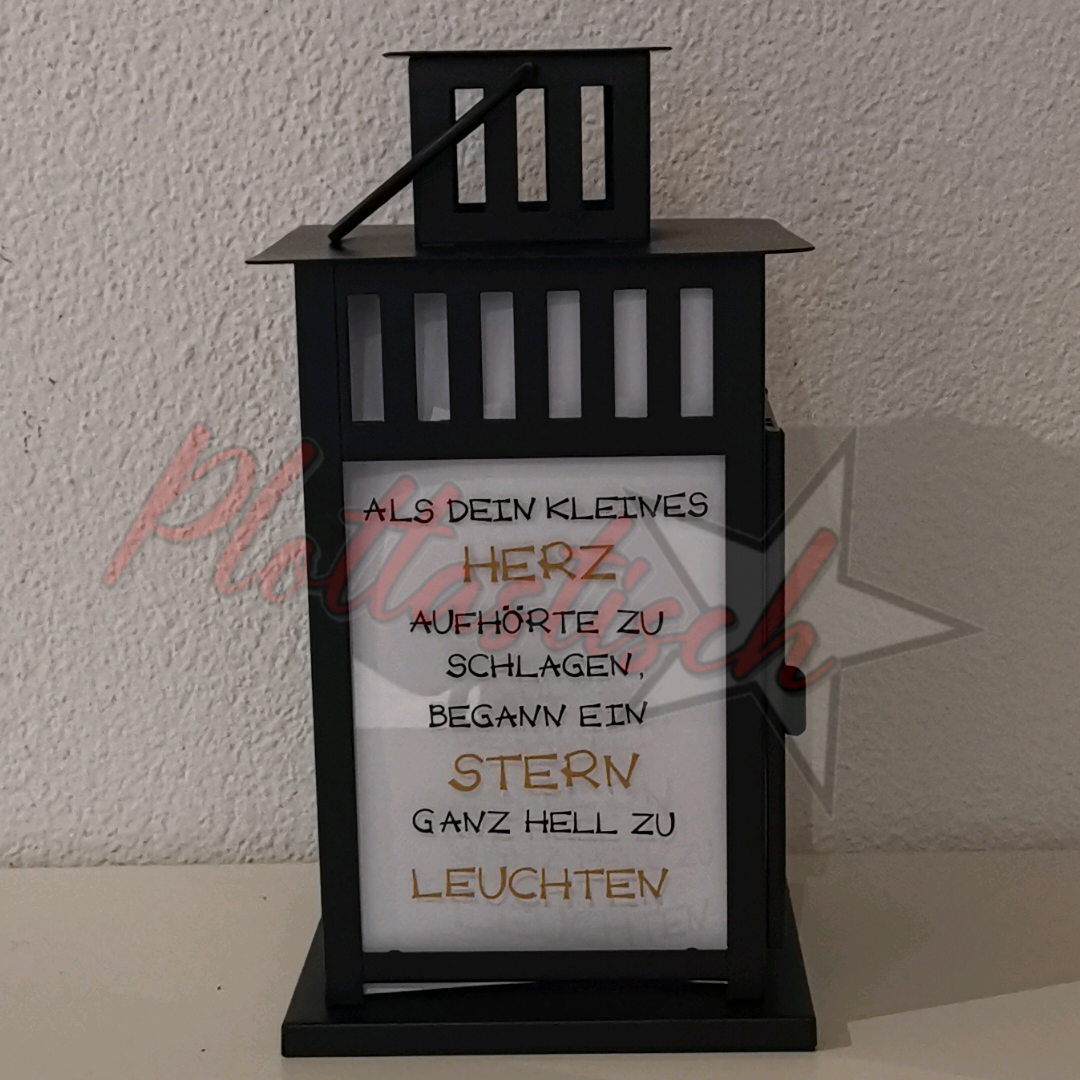 ALS DEIN KLEINES
HERZ
AUFHÖRTE ZU
SCHLAGEN,
BEGANN EIN
STERN
GANZ HELL ZU
LEUCHTEN
Plottastisch